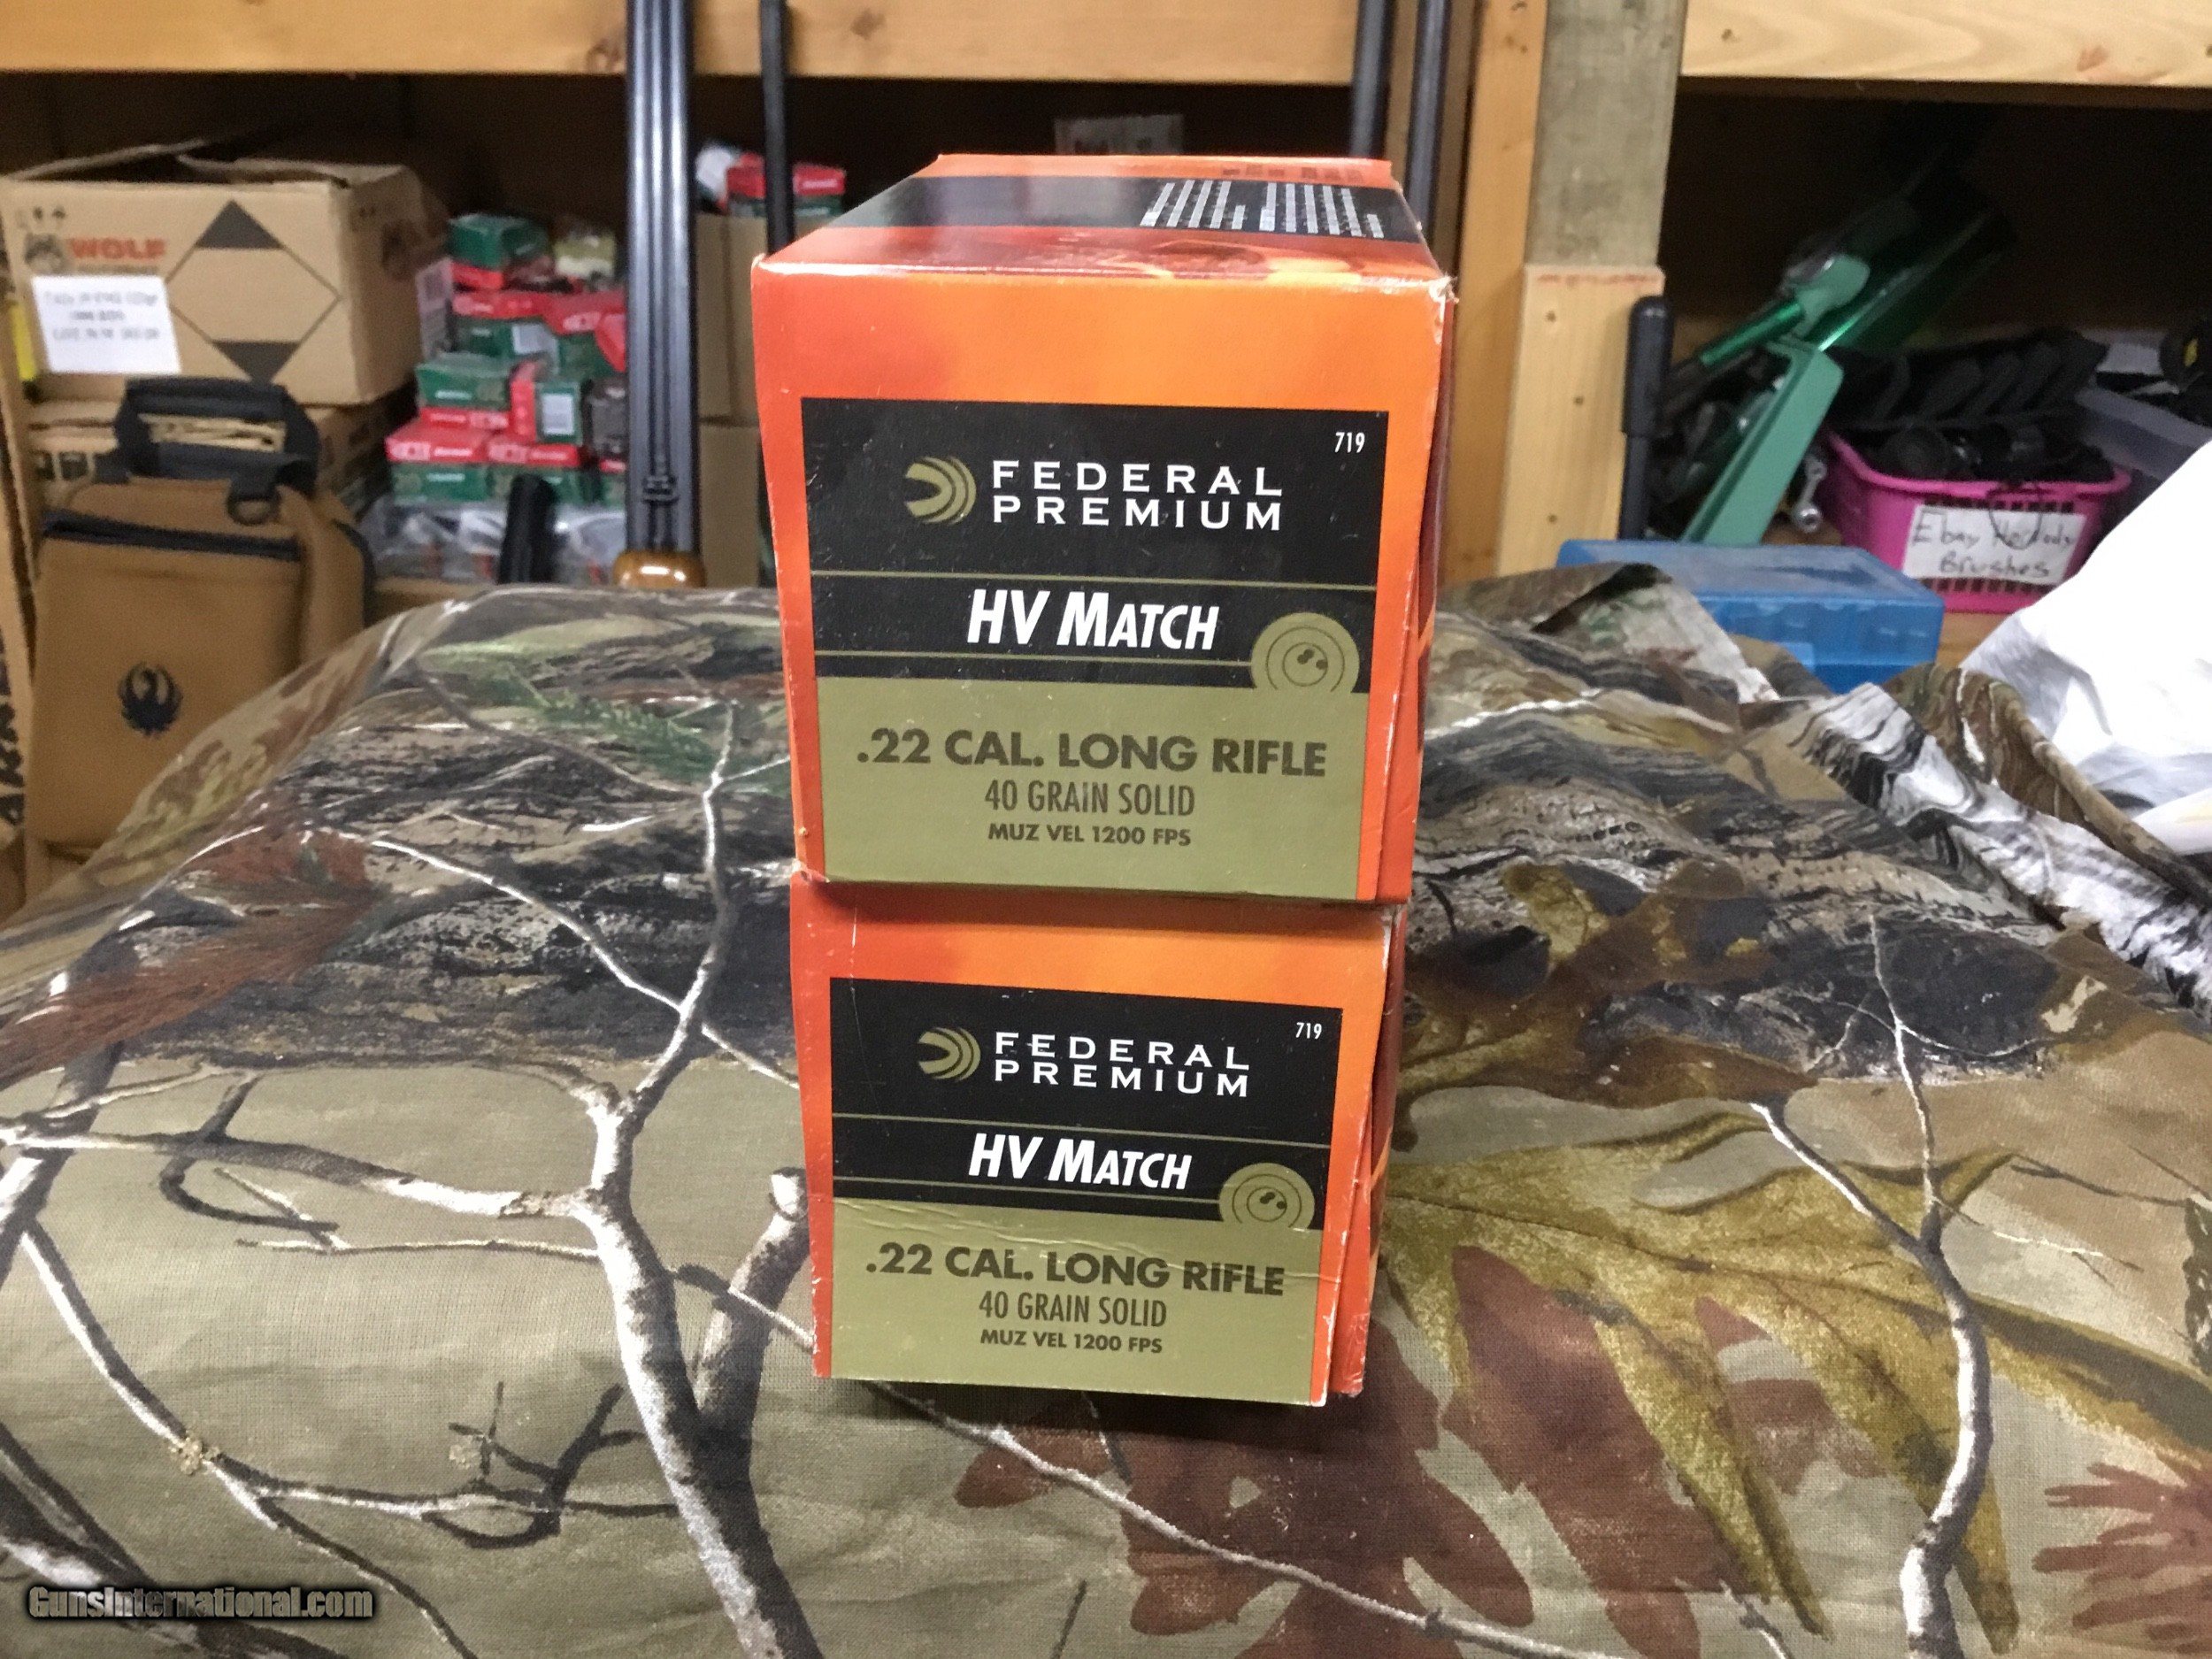 WOLF
719
FEDERAL
PREMIUM
HV MATCH
.22 CAL. LONG RIFLE
40 GRAIN SOLID
MUZ VEL 1200 FPS
719
FEDERAL
PREMIUM
HV MATCH
.22 CAL. LONG RIFLE
40 GRAIN SOLID
MUZ VEL 1200 FPS
Ebay
Brushes
GunsInternational.com